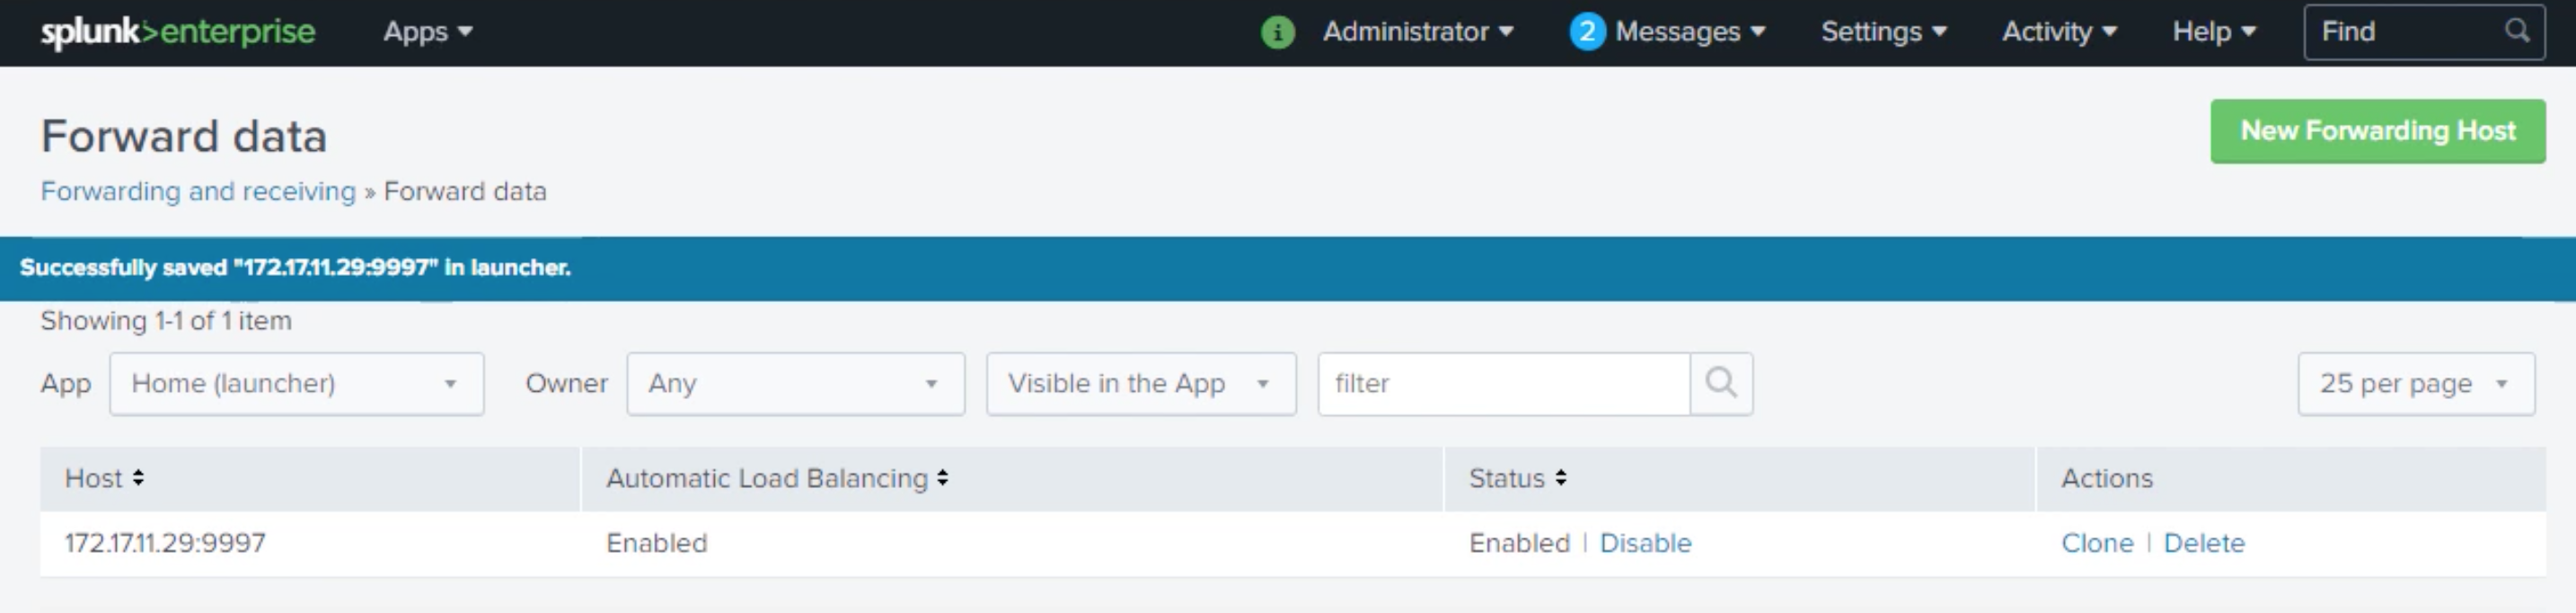 splunk>enterprise Apps i Administrator 2 Messages Settings Activity Help Find
Forward data
New Forwarding Host
Forwarding and receiving » Forward data
Successfully saved "172.17.11.29:9997" in launcher.
Showing 1-1 of 1 item
App Home (launcher) Owner Any Visible in the App filter 25 per page
Host Automatic Load Balancing Status Actions
172.17.11.29:9997 Enabled Enabled | Disable Clone | Delete